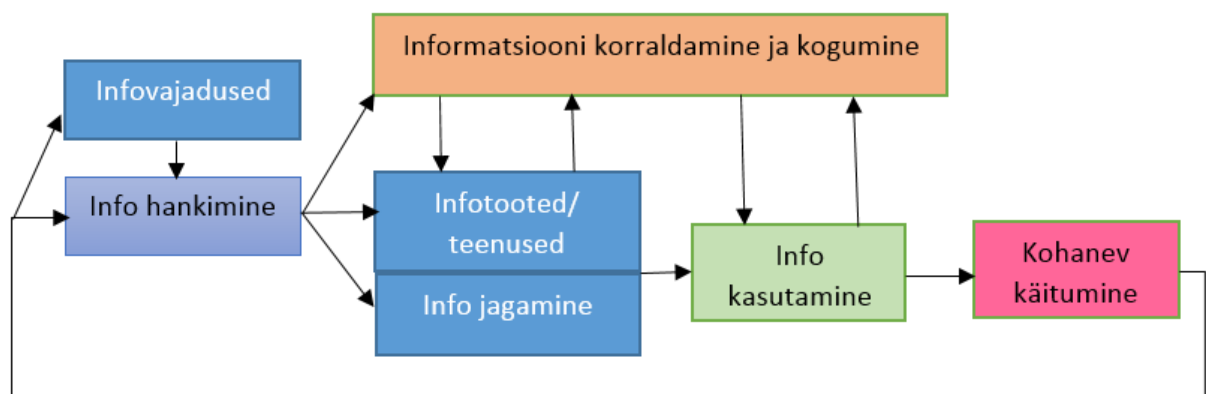 Informatsiooni korraldamine ja kogumine
Infovajadused
Info hankimine
Infotooted/
teenused
Info jagamine
Info
kasutamine
Kohanev
käitumine